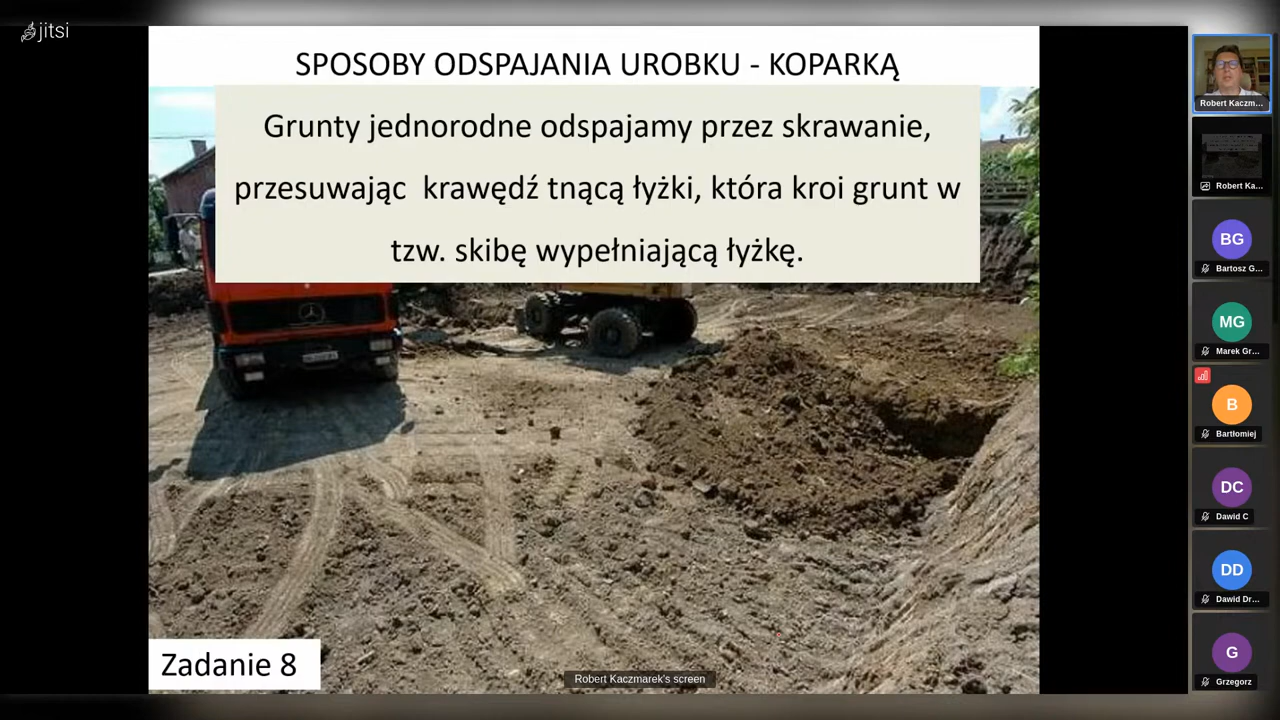 jitsi
SPOSOBY ODSPAJANIA UROBKU - KOPARKĄ
Grunty jednorodne odspajamy przez skrawanie,
przesuwając krawędź tnącą łyżki, która kroi grunt w
tzw. skibę wypełniającą łyżkę.
Zadanie 8
Robert Kaczmarek's screen
Robert Kaczm...
Robert Ka...
BG
Bartosz G...
MG
Marek Gr...
B
Bartłomiej
DC
Dawid C
DD
Dawid Dr...
G
Grzegorz